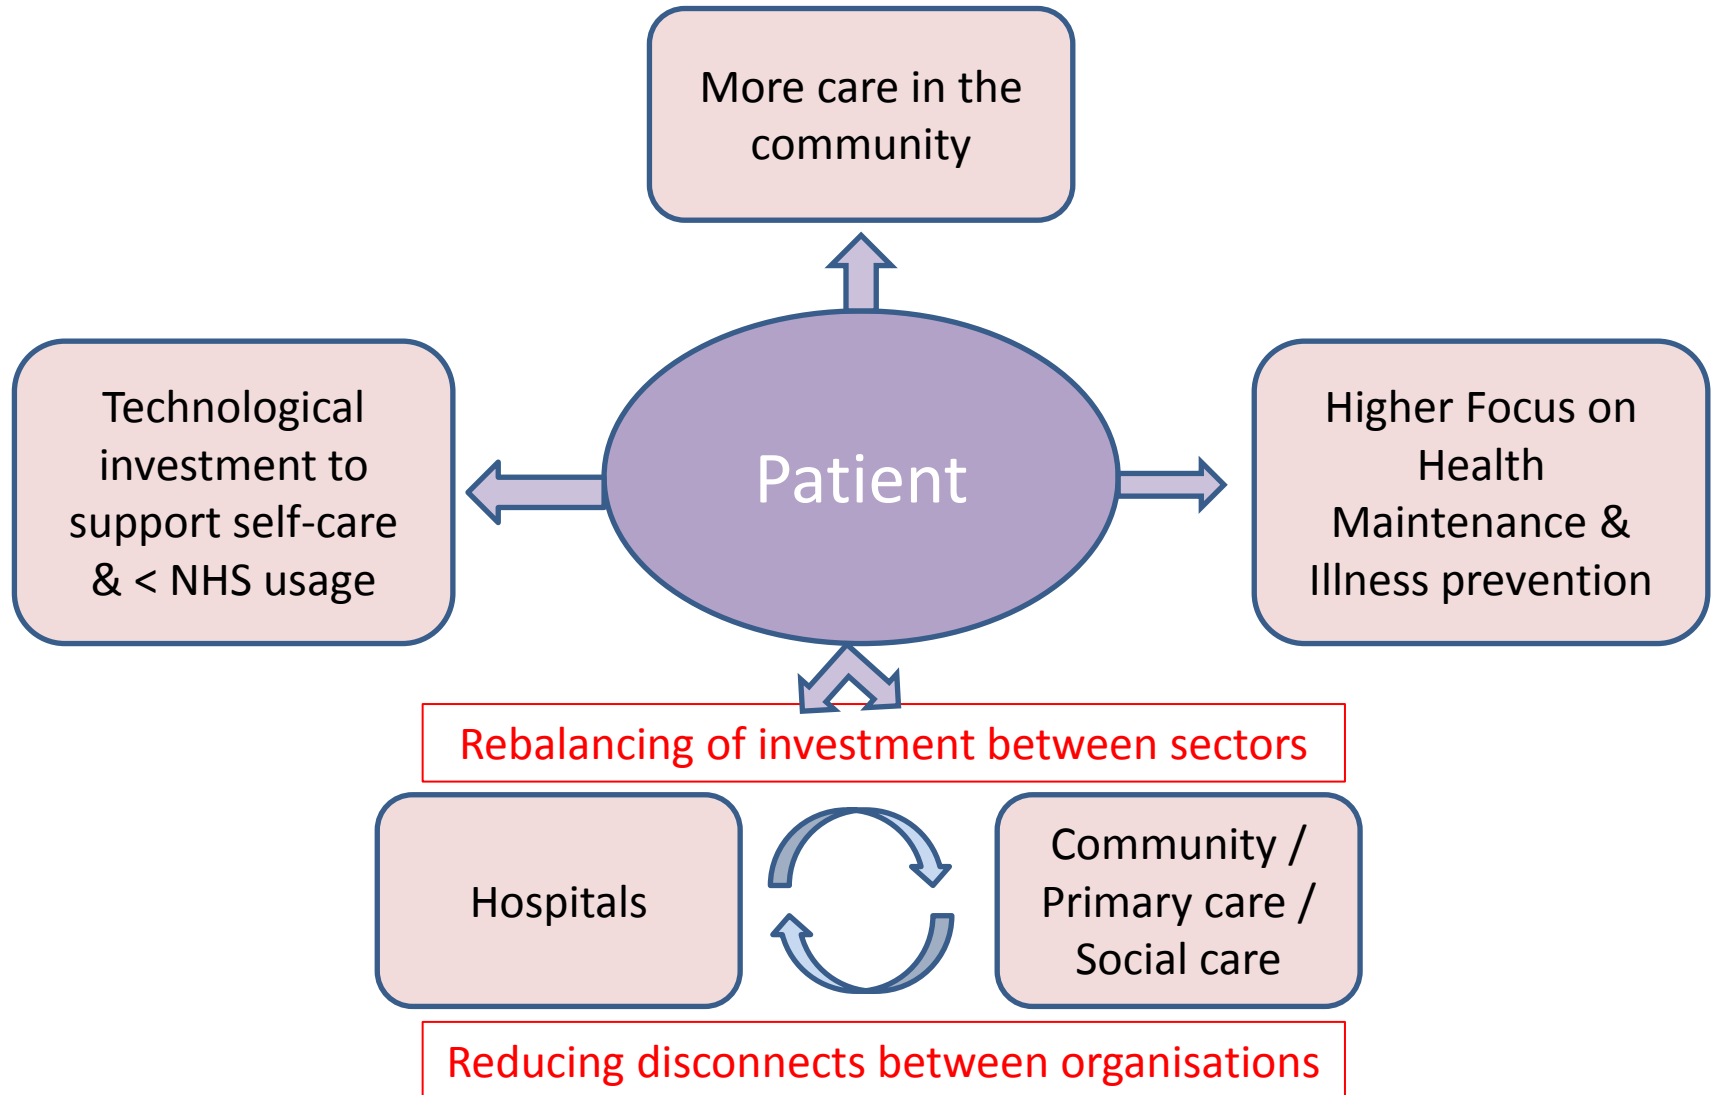 More care in the
community
Technological
investment to
support self-care
& < NHS usage
Patient
Higher Focus on
Health
Maintenance &
Illness prevention
Rebalancing of investment between sectors
Hospitals
Community /
Primary care /
Social care
Reducing disconnects between organisations